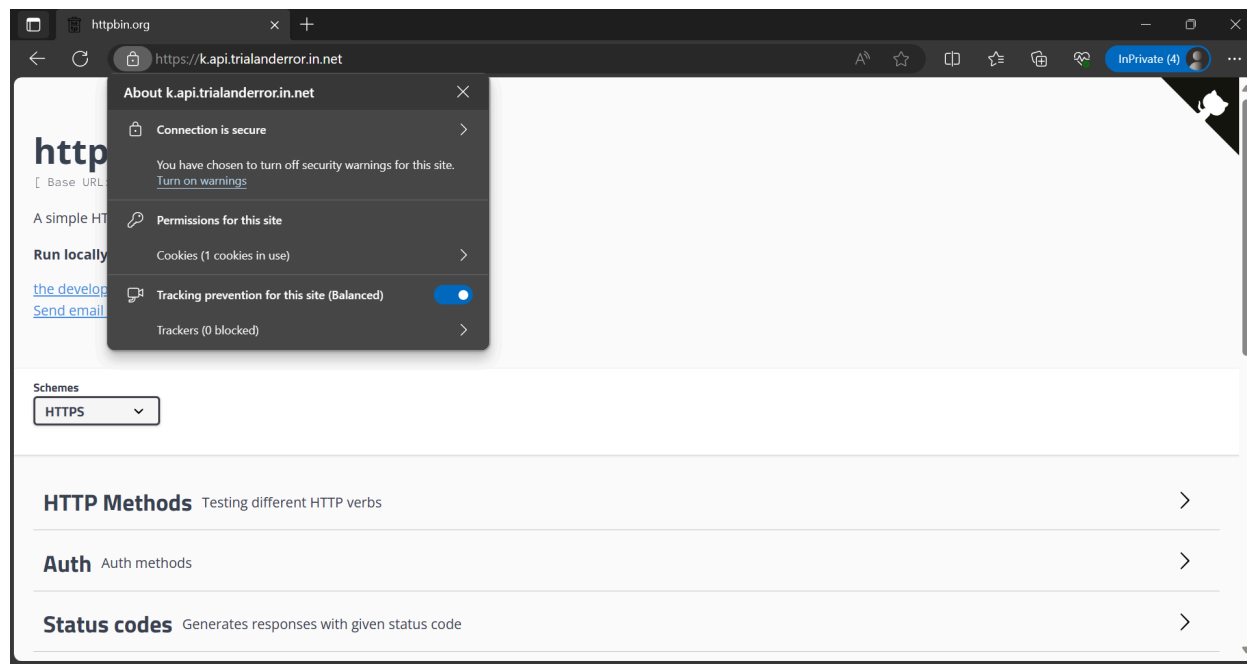 httpbin.org
https://k.api.trialanderror.in.net
InPrivate (4)
About k.api.trialanderror.in.net
Connection is secure
You have chosen to turn off security warnings for this site.
Turn on warnings
Permissions for this site
Cookies (1 cookies in use)
Tracking prevention for this site (Balanced)
Trackers (0 blocked)
http
[ Base URL:
A simple HT
Run locally
the develop
Send email
Schemes
HTTPS
HTTP Methods Testing different HTTP verbs
Auth Auth methods
Status codes Generates responses with given status code